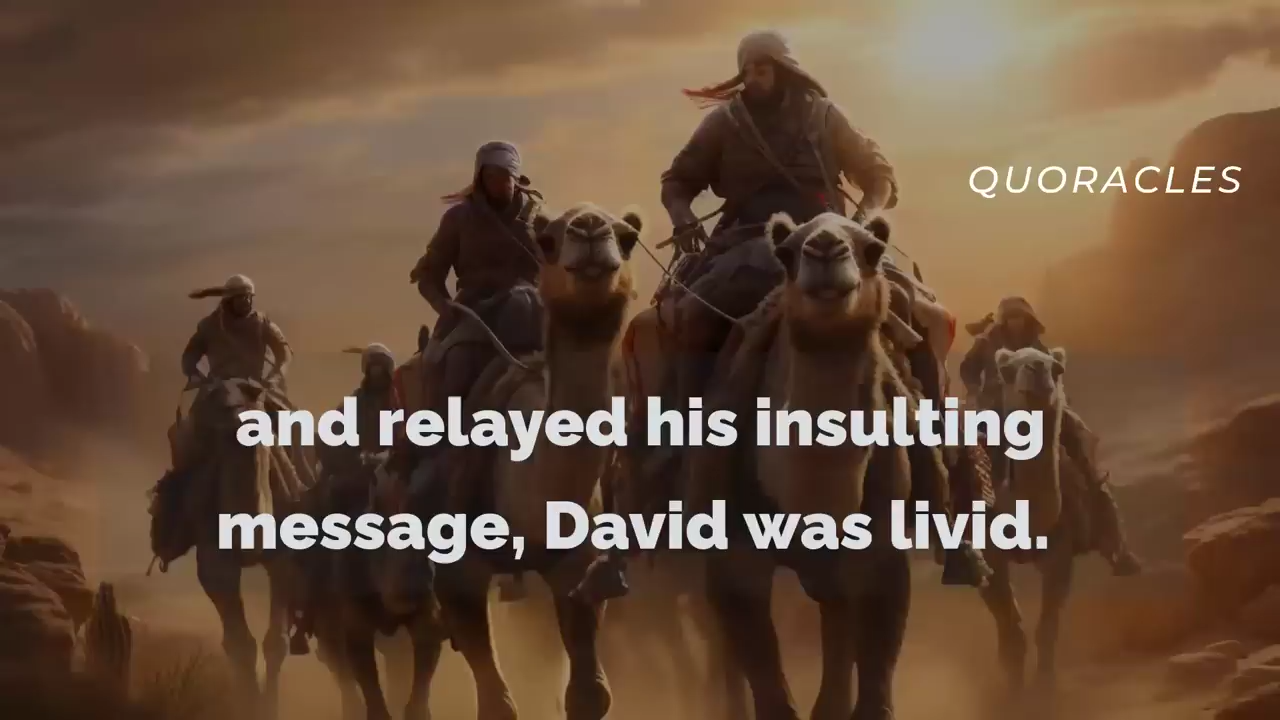 QUORACLES
and relayed his insulting
message, David was livid.